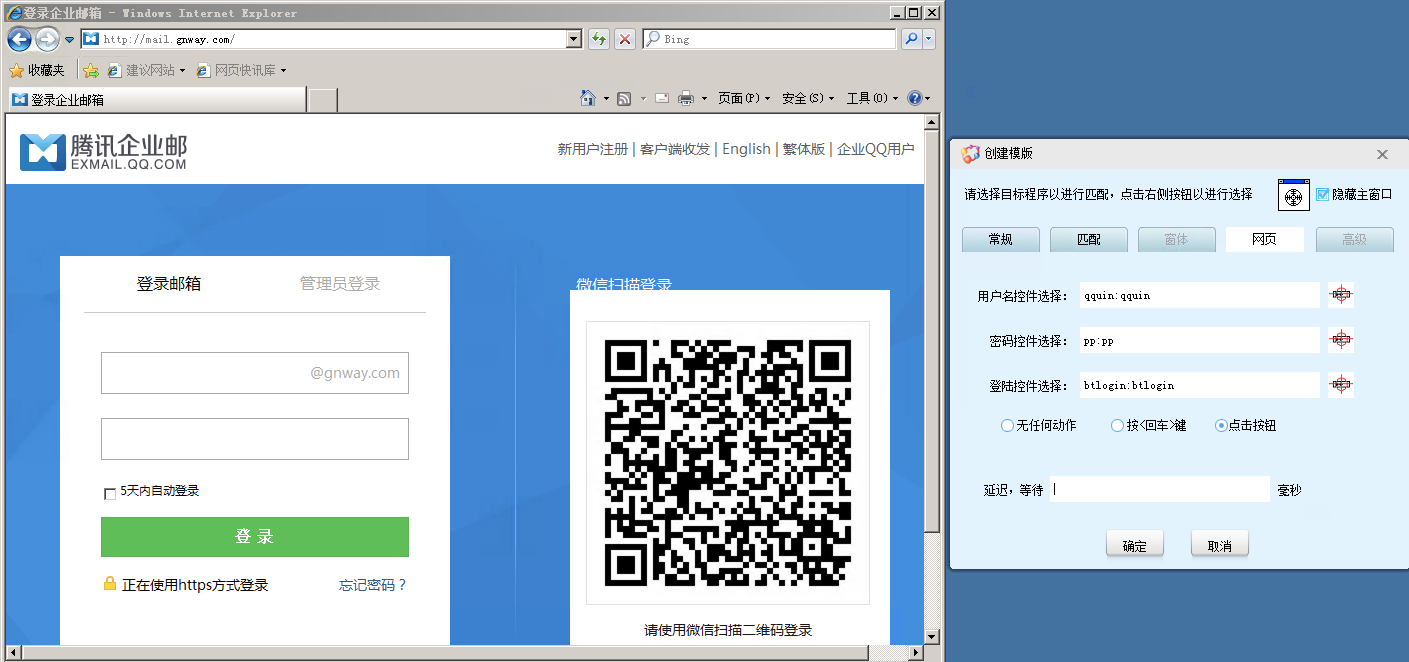 登录企业邮箱 - Windows Internet Explorer
http://mail.gnway.com/
Bing
收藏夹 建议网站 网页快讯库
登录企业邮箱
页面(P) 安全(S) 工具(O)
腾讯企业邮
EXMAIL.QQ.COM
新用户注册 | 客户端收发 | English | 繁体版 | 企业QQ用户
登录邮箱 管理员登录
@gnway.com
5天内自动登录
登 录
正在使用https方式登录 忘记密码？
微信扫描登录
请使用微信扫描二维码登录
创建模版
请选择目标程序以进行匹配，点击右侧按钮以进行选择
隐藏主窗口
常规 匹配 窗体 网页 高级
用户名控件选择： qquin:qquin
密码控件选择： pp:pp
登陆控件选择： btlogin:btlogin
无任何动作 按<回车>键 点击按钮
延迟，等待 毫秒
确定 取消